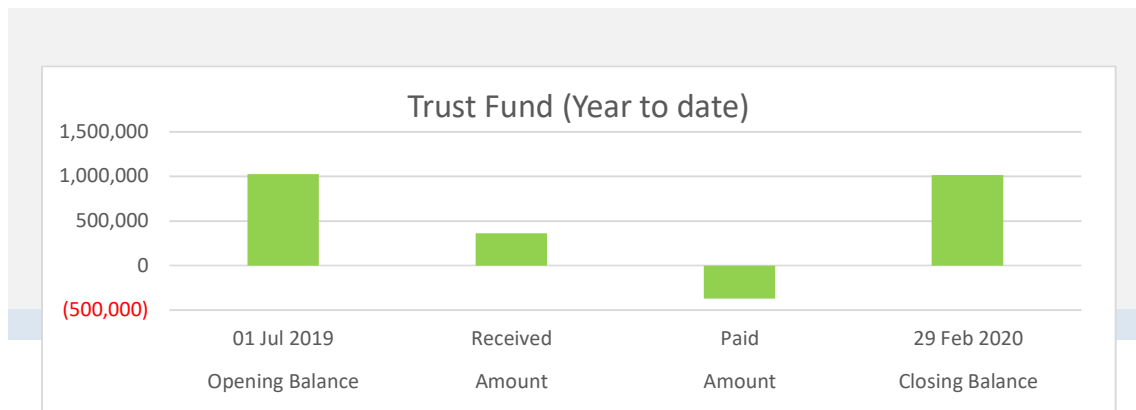 Trust Fund (Year to date)
1,500,000
1,000,000
500,000
0
(500,000)
01 Jul 2019 Received Paid 29 Feb 2020
Opening Balance Amount Amount Closing Balance